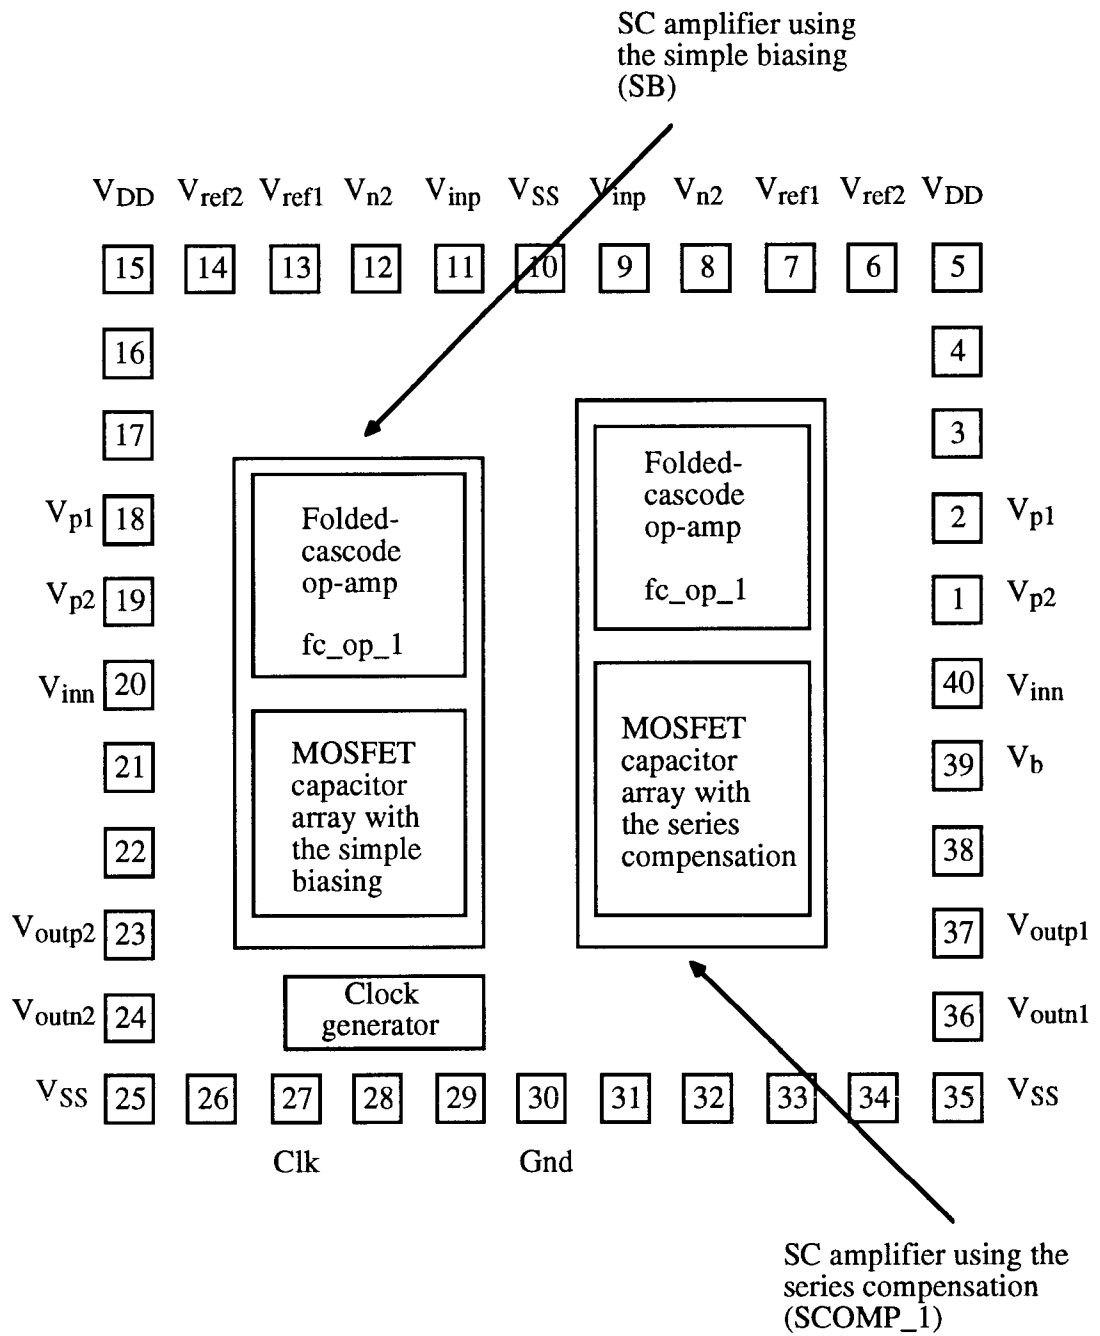 SC amplifier using
the simple biasing
(SB)
VDD Vref2 Vref1 Vn2 Vinp VSS Vinp Vn2 Vref1 Vref2 VDD
15 14 13 12 11 10 9 8 7 6 5
16 4
17 3
Vp1 18 2 Vp1
Vp2 19 1 Vp2
Vinn 20 40 Vinn
21 39 Vb
22 38
Voutp2 23 37 Voutp1
Voutn2 24 36 Voutn1
VSS 25 26 27 28 29 30 31 32 33 34 35 VSS
Clk Gnd
Folded-
cascode
op-amp
fc_op_1
MOSFET
capacitor
array with
the simple
biasing
Folded-
cascode
op-amp
fc_op_1
MOSFET
capacitor
array with
the series
compensation
Clock
generator
SC amplifier using the
series compensation
(SCOMP_1)